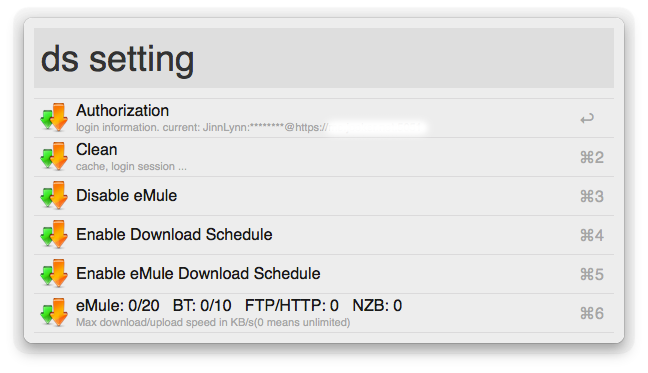 ds setting
Authorization
login information. current: JinnLynn:********@https://
↩
Clean
cache, login session ...
⌘2
Disable eMule
⌘3
Enable Download Schedule
⌘4
Enable eMule Download Schedule
⌘5
eMule: 0/20 BT: 0/10 FTP/HTTP: 0 NZB: 0
Max download/upload speed in KB/s(0 means unlimited)
⌘6